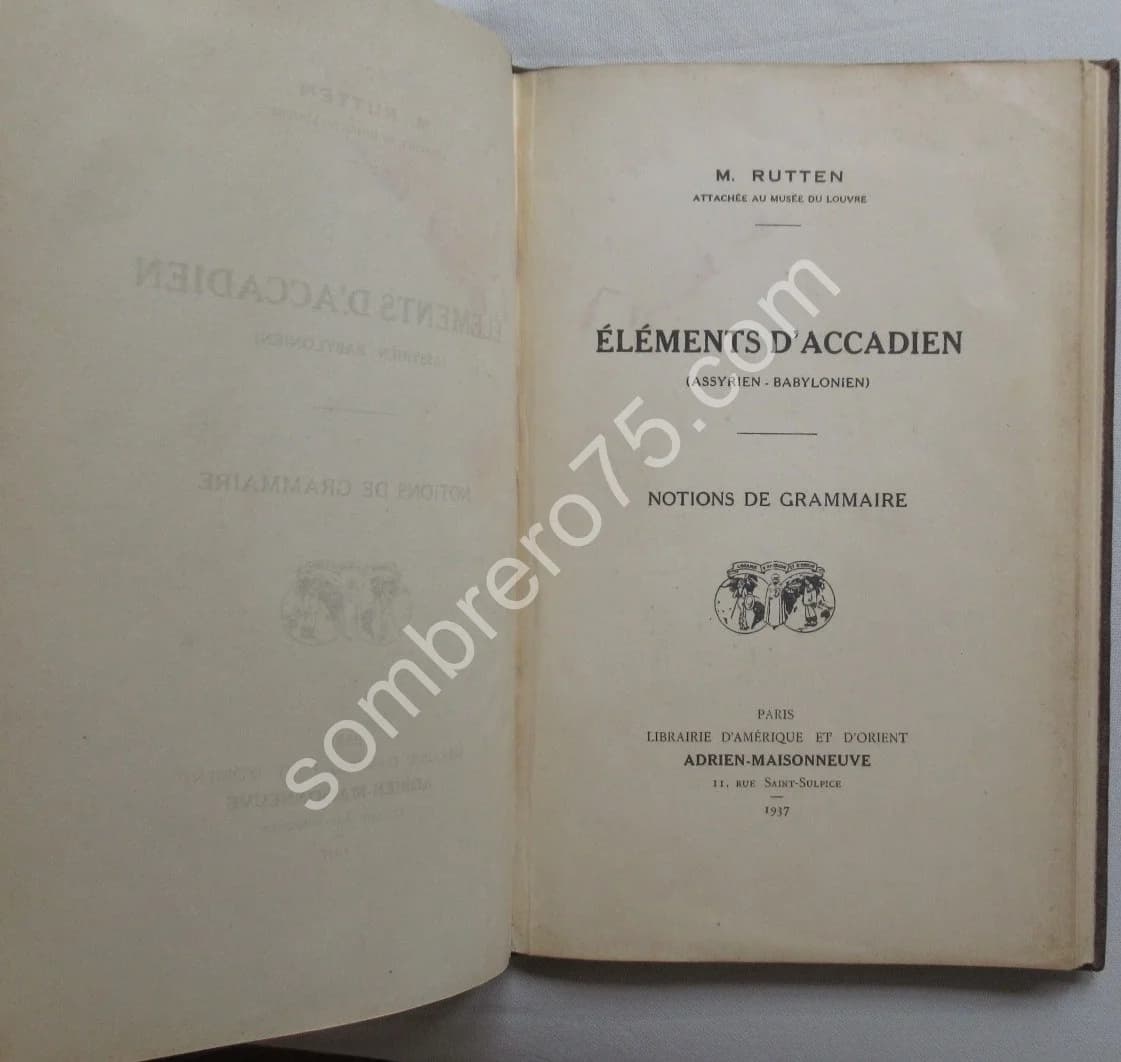 M. RUTTEN
ATTACHÉE AU MUSÉE DU LOUVRE
ÉLÉMENTS D'ACCADIEN
(ASSYRIEN - BABYLONIEN)
NOTIONS DE GRAMMAIRE
PARIS
LIBRAIRIE D'AMÉRIQUE ET D'ORIENT
ADRIEN-MAISONNEUVE
11, RUE SAINT-SULPICE
1937
sombrero75.com